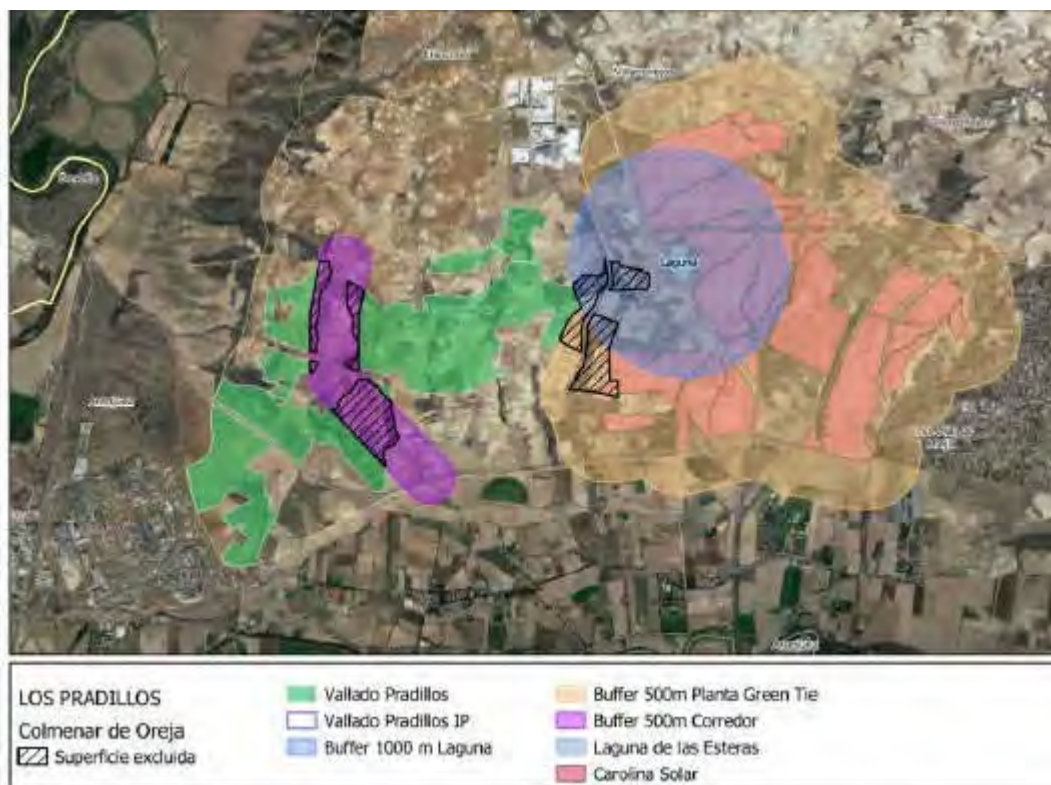 Laguna
LOS PRADILLOS
Colmenar de Oreja
Superficie excluida
Vallado Pradillos
Vallado Pradillos IP
Buffer 1000 m Laguna
Buffer 500m Planta Green Tie
Buffer 500m Corredor
Laguna de las Esteras
Carolina Solar